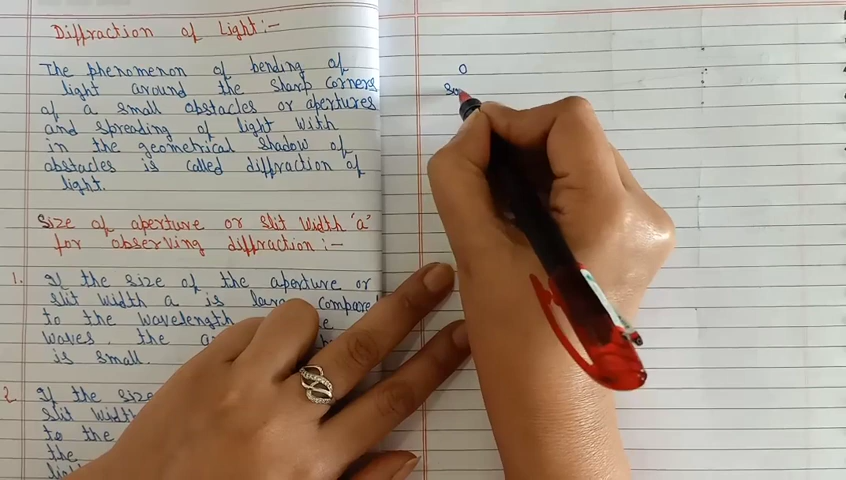 Diffraction of Light:-
The phenomenon of bending of
light around the sharp corners
of a small obstacles or apertures
and spreading of light with
in the geometrical shadow of
obstacles is called diffraction of
light.
Size of aperture or slit width 'a'
for observing diffraction:-
1. If the size of the aperture or
slit width a is large compared
to the wavelength
waves. the
is small.
2 If the size
slit width
to the
the
O